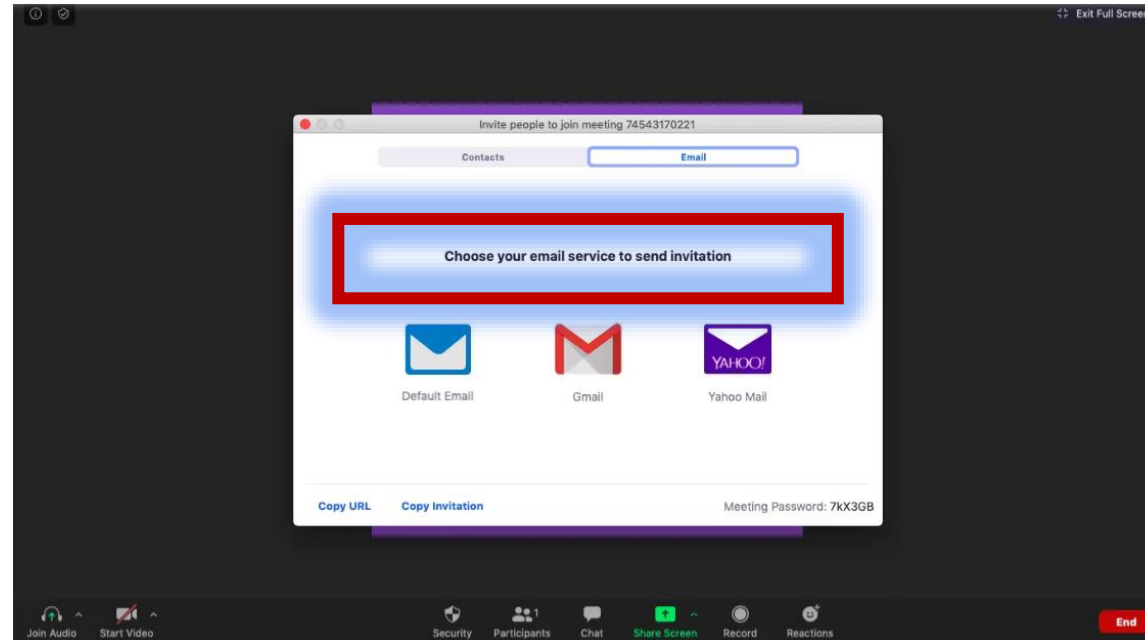 Exit Full Screen
Invite people to join meeting 74543170221
Contacts Email
Choose your email service to send invitation
YAHOO!
Default Email Gmail Yahoo Mail
Copy URL Copy Invitation Meeting Password: 7kX3GB
1
Join Audio Start Video Security Participants Chat Share Screen Record Reactions End